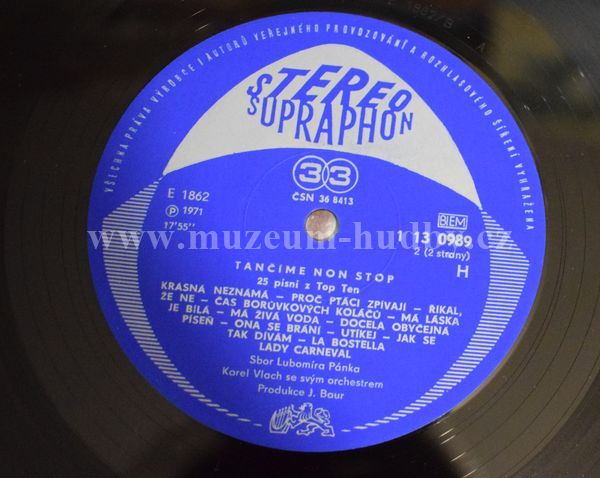 VŠECHNA PRÁVA VÝROBCE I AUTORŮ VEŘEJNÉHO PROVOZOVÁNÍ A ROZHLASOVÉHO ŠÍŘENÍ VYHRAŽENA
STEREO
SUPRAPHON
33
ČSN 36 8413
E 1862
Ⓟ 1971
17'55''
BIEM
1 13 0989
2 (2 strany)
H
www.muzeum-hudby.cz
TANČÍME NON STOP
25 písní z Top Ten
KRÁSNÁ NEZNÁMÁ – PROČ PTÁCI ZPÍVAJÍ – ŘÍKAL,
ŽE NE – ČAS BORŮVKOVÝCH KOLÁČŮ – MÁ LÁSKA
JE BÍLÁ – MÁ ŽIVÁ VODA – DOCELA OBYČEJNÁ
PÍSEŇ – ONA SE BRÁNÍ – UTÍKEJ – JAK SE
TAK DÍVÁM – LA BOSTELLA
LADY CARNEVAL
Sbor Lubomíra Pánka
Karel Vlach se svým orchestrem
Produkce J. Baur